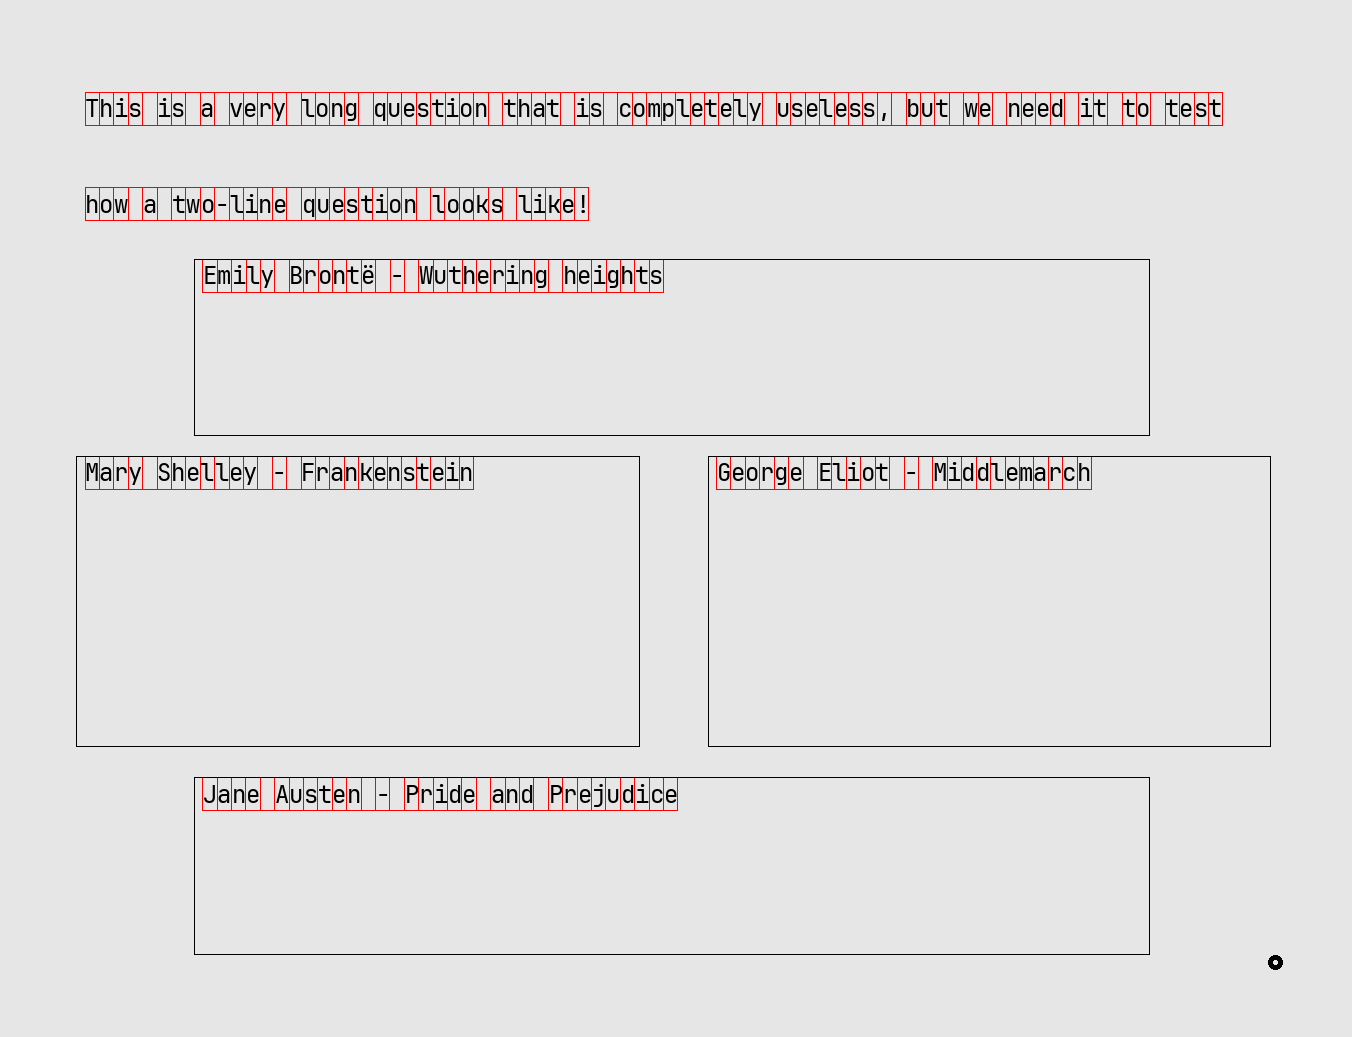 This is a very long question that is completely useless, but we need it to test
how a two-line question looks like!
Emily Brontë - Wuthering heights
Mary Shelley - Frankenstein
George Eliot - Middlemarch
Jane Austen - Pride and Prejudice